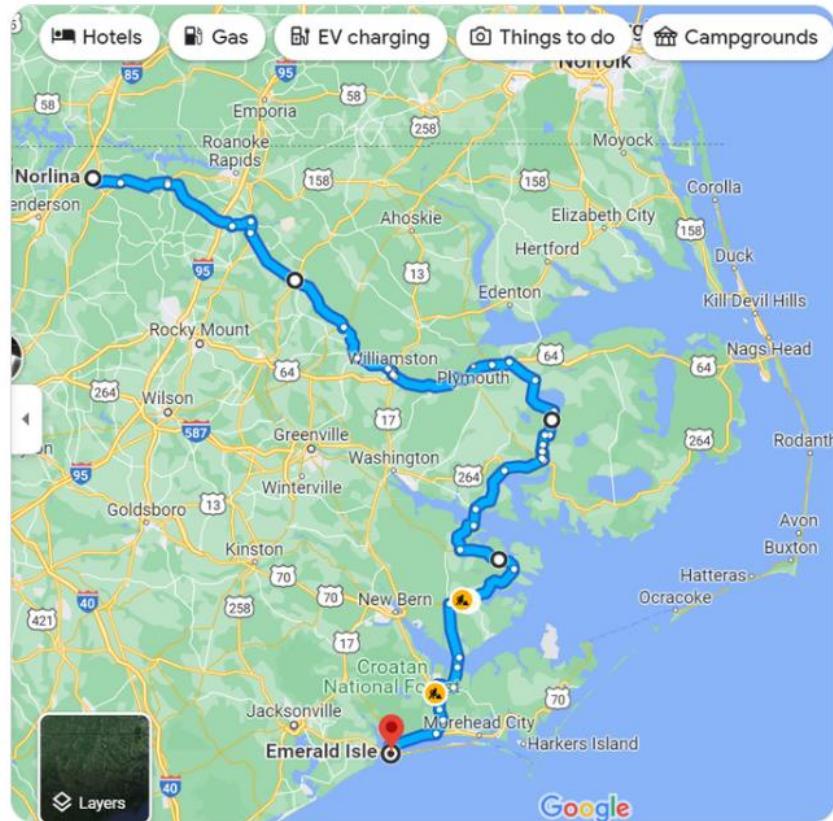 Hotels
Gas
EV charging
Things to do
Campgrounds
Norfolk
85
95
58
58
Emporia
258
Roanoke
Rapids
Moyock
Norlina
158
158
158
Corolla
enderson
Ahoskie
Elizabeth City
158
Hertford
Duck
95
13
Edenton
Kill Devil Hills
Rocky Mount
Nags Head
64
Williamston
64
64
Plymouth
264
Wilson
17
587
Greenville
264
Rodanth
Washington
264
Winterville
95
13
Goldsboro
Avon
Kinston
Buxton
70
Hatteras
40
258
70
New Bern
Ocracoke
421
17
Croatan
National Forest
70
Jacksonville
Morehead City
Emerald Isle
Harkers Island
40
Layers
Google